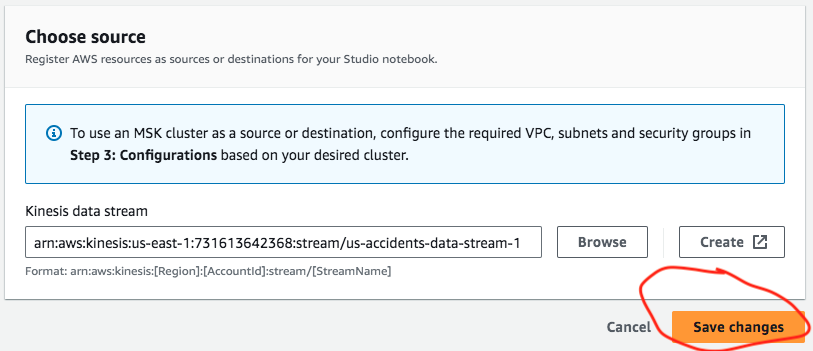 Choose source
Register AWS resources as sources or destinations for your Studio notebook.
To use an MSK cluster as a source or destination, configure the required VPC, subnets and security groups in
Step 3: Configurations based on your desired cluster.
Kinesis data stream
arn:aws:kinesis:us-east-1:731613642368:stream/us-accidents-data-stream-1
Browse
Create
Format: arn:aws:kinesis:[Region]:[AccountId]:stream/[StreamName]
Cancel
Save changes